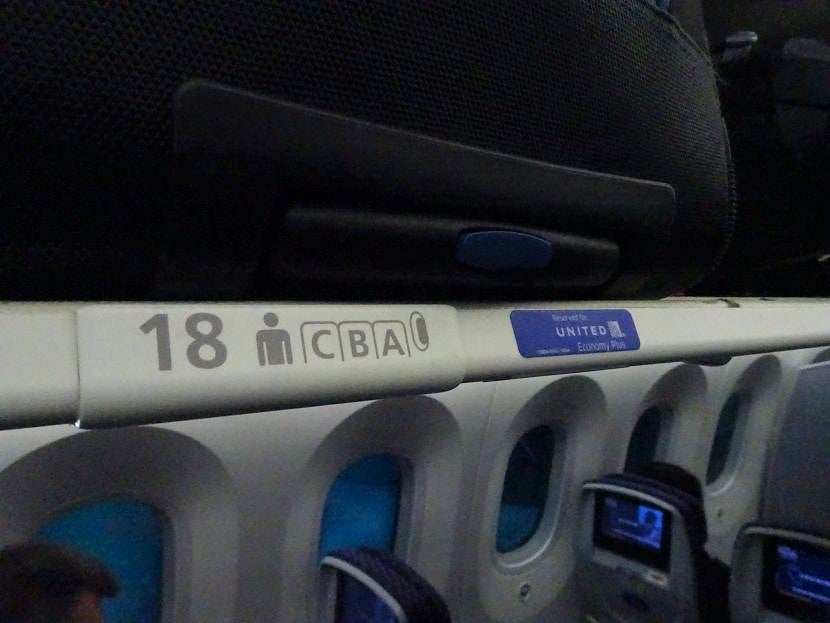 18 CBA
Reserved for
UNITED
Economy Plus